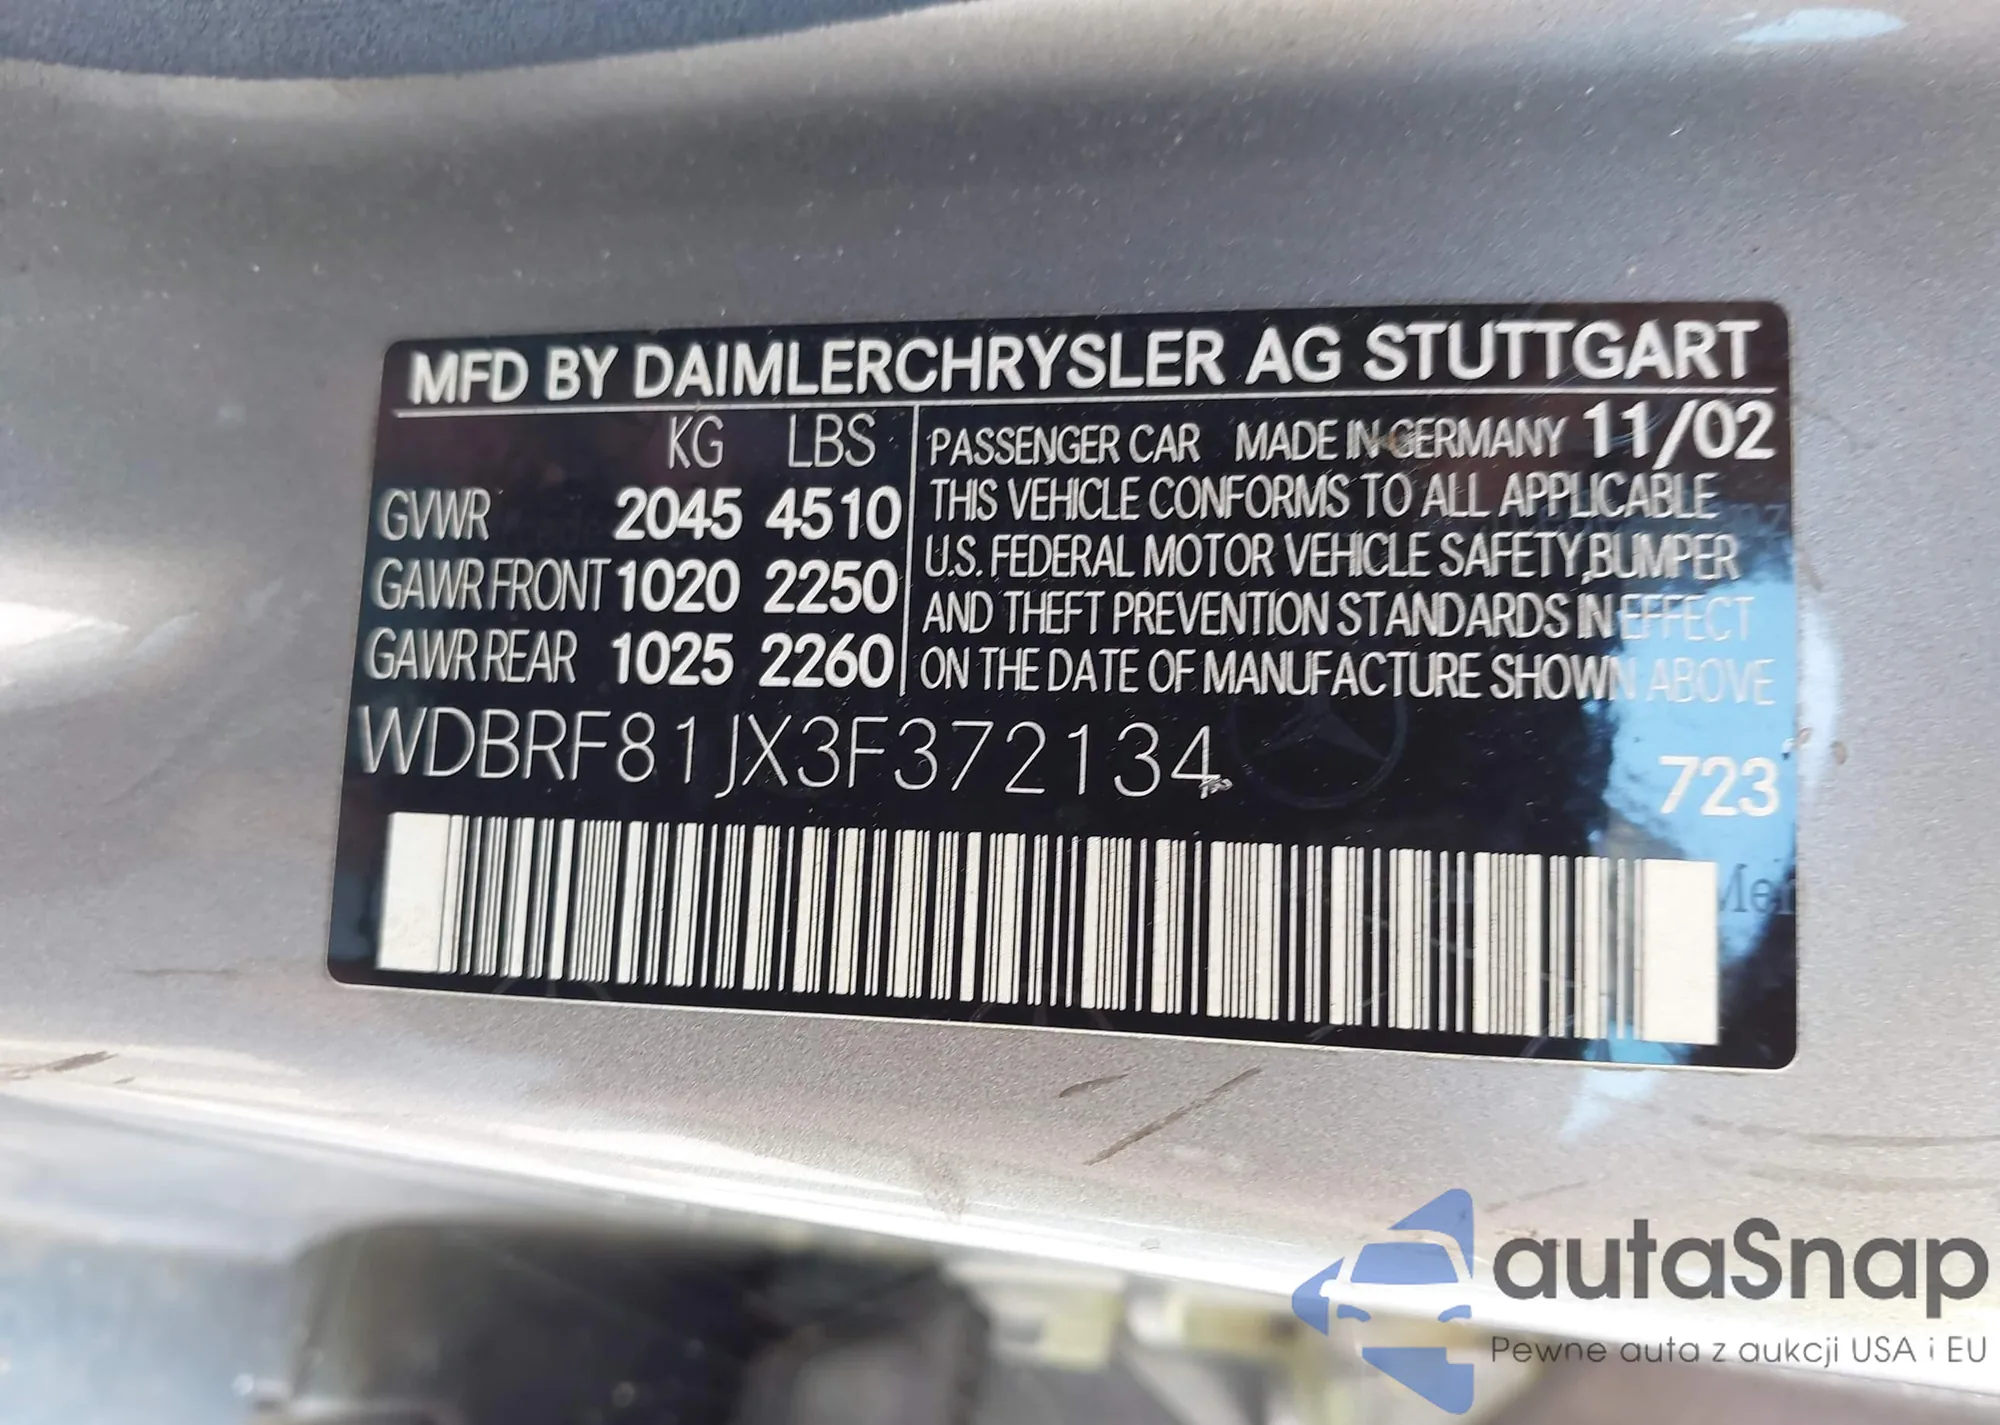 MFD BY DAIMLERCHRYSLER AG STUTTGART
KG LBS
GVWR 2045 4510
GAWR FRONT 1020 2250
GAWR REAR 1025 2260
PASSENGER CAR MADE IN GERMANY 11/02
THIS VEHICLE CONFORMS TO ALL APPLICABLE
U.S. FEDERAL MOTOR VEHICLE SAFETY, BUMPER
AND THEFT PREVENTION STANDARDS IN EFFECT
ON THE DATE OF MANUFACTURE SHOWN ABOVE
WDBRF81JX3F372134
723
autaSnap
Pewne auta z aukcji USA i EU